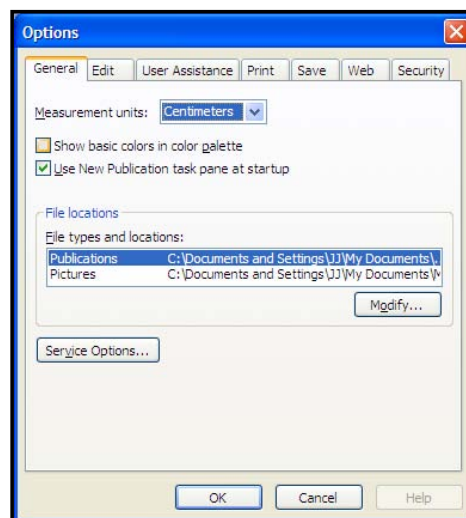 Options
General Edit User Assistance Print Save Web Security
Measurement units: Centimeters
Show basic colors in color palette
Use New Publication task pane at startup
File locations
File types and locations:
Publications C:\Documents and Settings\JJ\My Documents\.
Pictures C:\Documents and Settings\JJ\My Documents\M
Modify...
Service Options...
OK Cancel Help